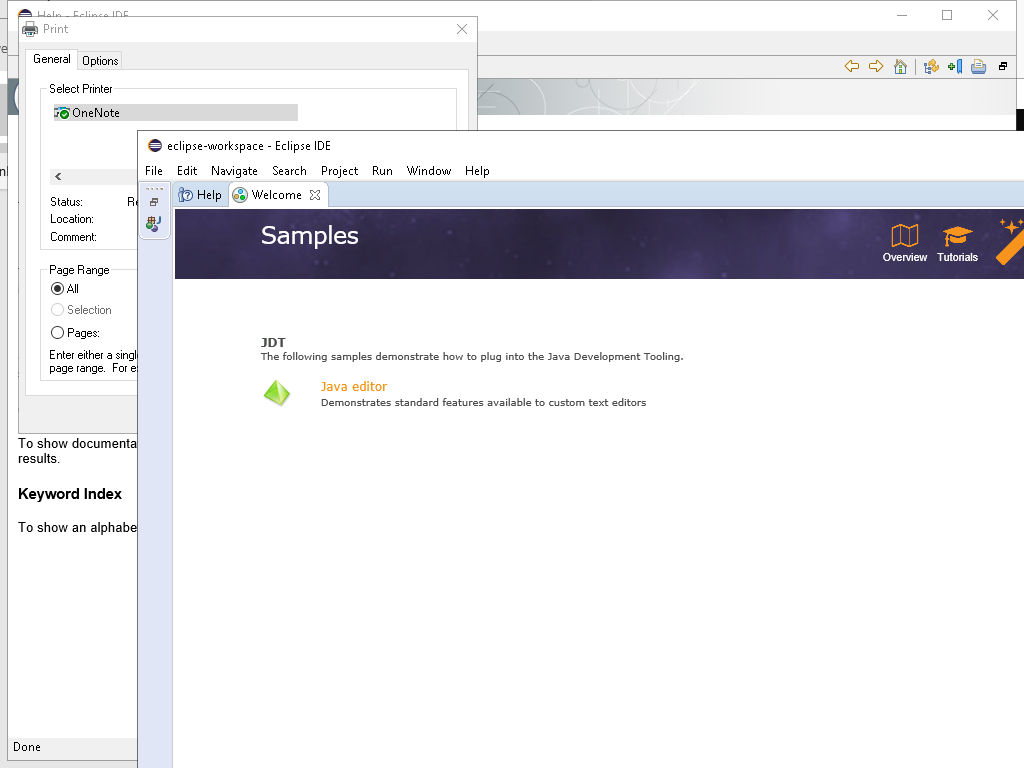 Help - Eclipse IDE
Print
General
Options
Select Printer
OneNote
Status:
Location:
Comment:
Page Range
All
Selection
Pages:
Enter either a singl
page range. For e
To show documenta
results.
Keyword Index
To show an alphabe
Done
eclipse-workspace - Eclipse IDE
File Edit Navigate Search Project Run Window Help
Help
Welcome
Samples
Overview
Tutorials
JDT
The following samples demonstrate how to plug into the Java Development Tooling.
Java editor
Demonstrates standard features available to custom text editors